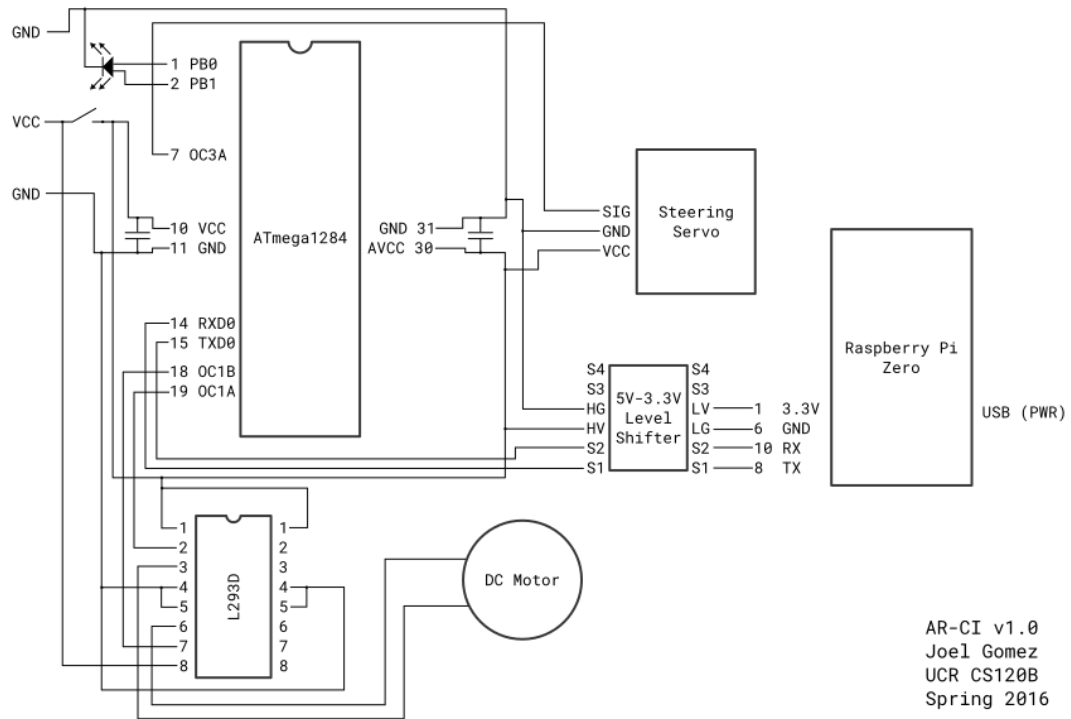 GND
1 PB0
2 PB1
VCC
7 OC3A
GND
10 VCC
11 GND
ATmega1284
GND 31
AVCC 30
14 RXD0
15 TXD0
18 OC1B
19 OC1A
SIG
GND
VCC
Steering
Servo
S4
S3
HG
HV
S2
S1
5V-3.3V
Level
Shifter
S4
S3
LV
LG
S2
S1
1 3.3V
6 GND
10 RX
8 TX
Raspberry Pi
Zero
USB (PWR)
1
2
3
4
5
6
7
8
L293D
1
2
3
4
5
6
7
8
DC Motor
AR-CI v1.0
Joel Gomez
UCR CS120B
Spring 2016